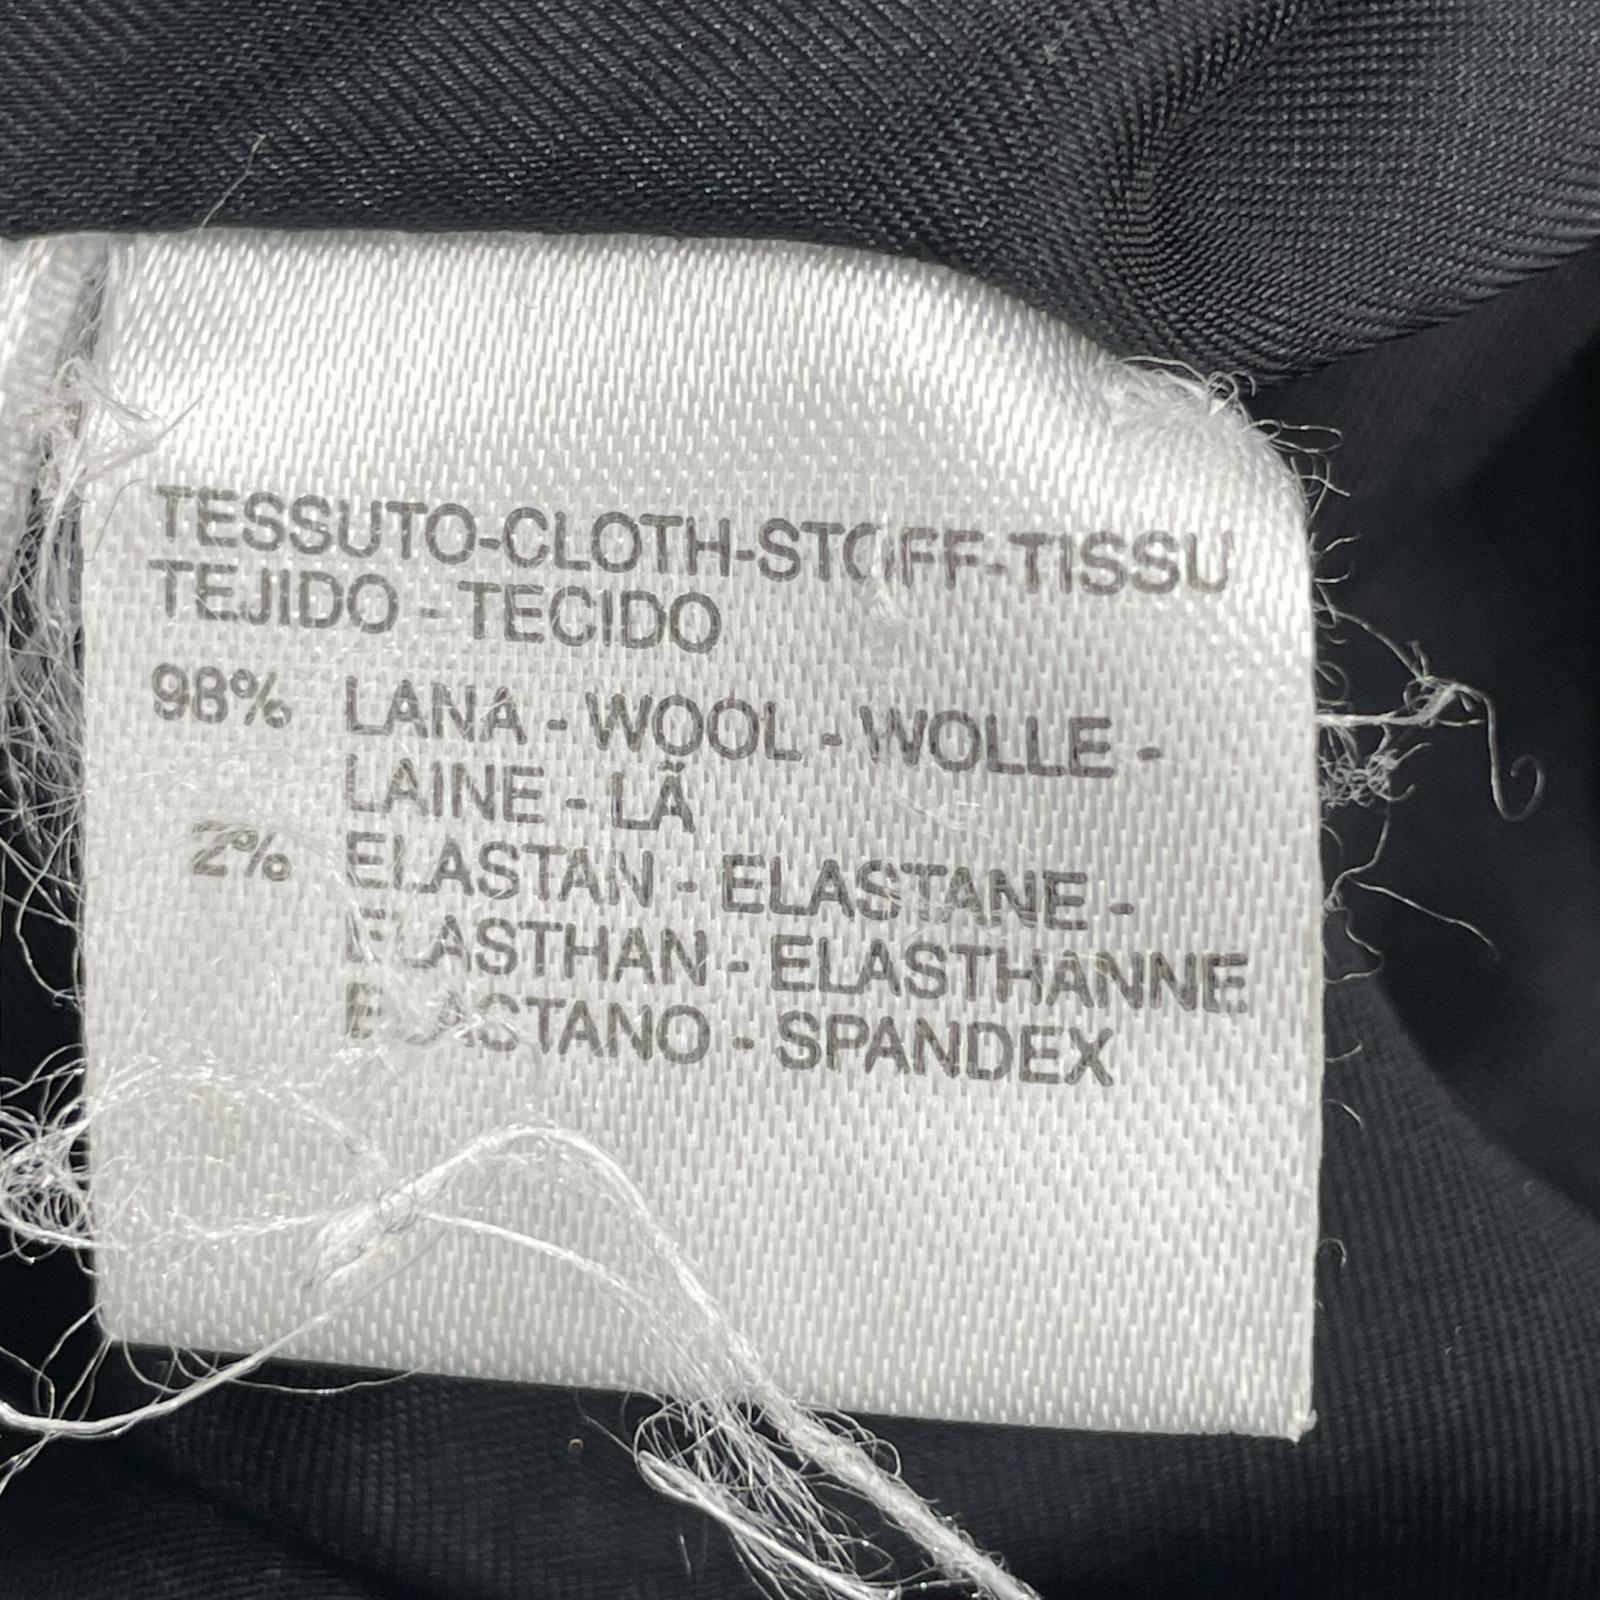 TESSUTO-CLOTH-STOFF-TISSU
TEJIDO - TECIDO
98% LANA - WOOL - WOLLE -
LAINE - LÃ
2% ELASTAN - ELASTANE -
ELASTHAN - ELASTHANNE
ELASTANO - SPANDEX